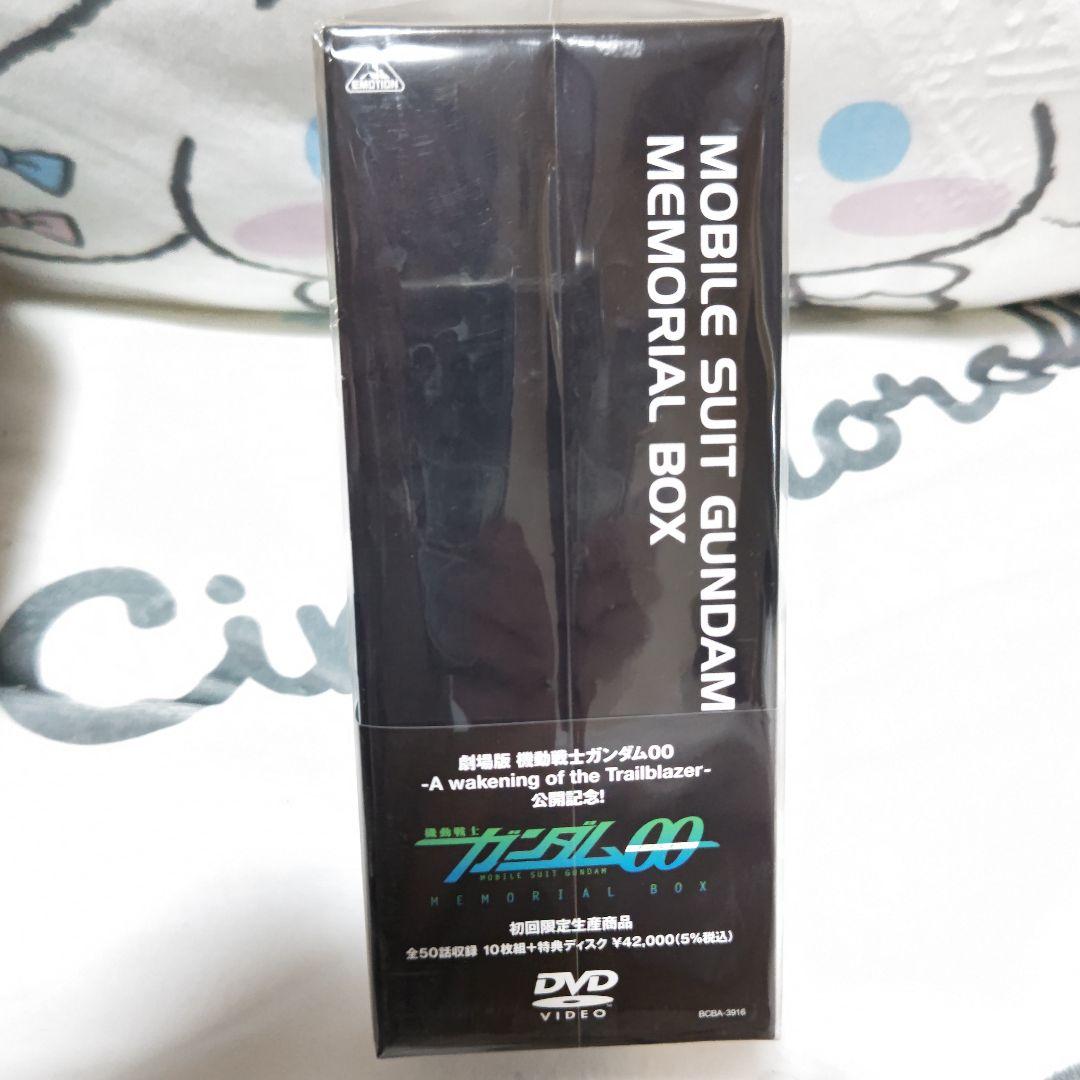 EMOTION
MOBILE SUIT GUNDAM
MEMORIAL BOX
劇場版 機動戦士ガンダム00
-A wakening of the Trailblazer-
公開記念!
機動戦士
ガンダム00
MOBILE SUIT GUNDAM
MEMORIAL BOX
初回限定生産商品
全50話収録 10枚組+特典ディスク ¥42,000(5%税込)
DVD
VIDEO
BCBA-3916